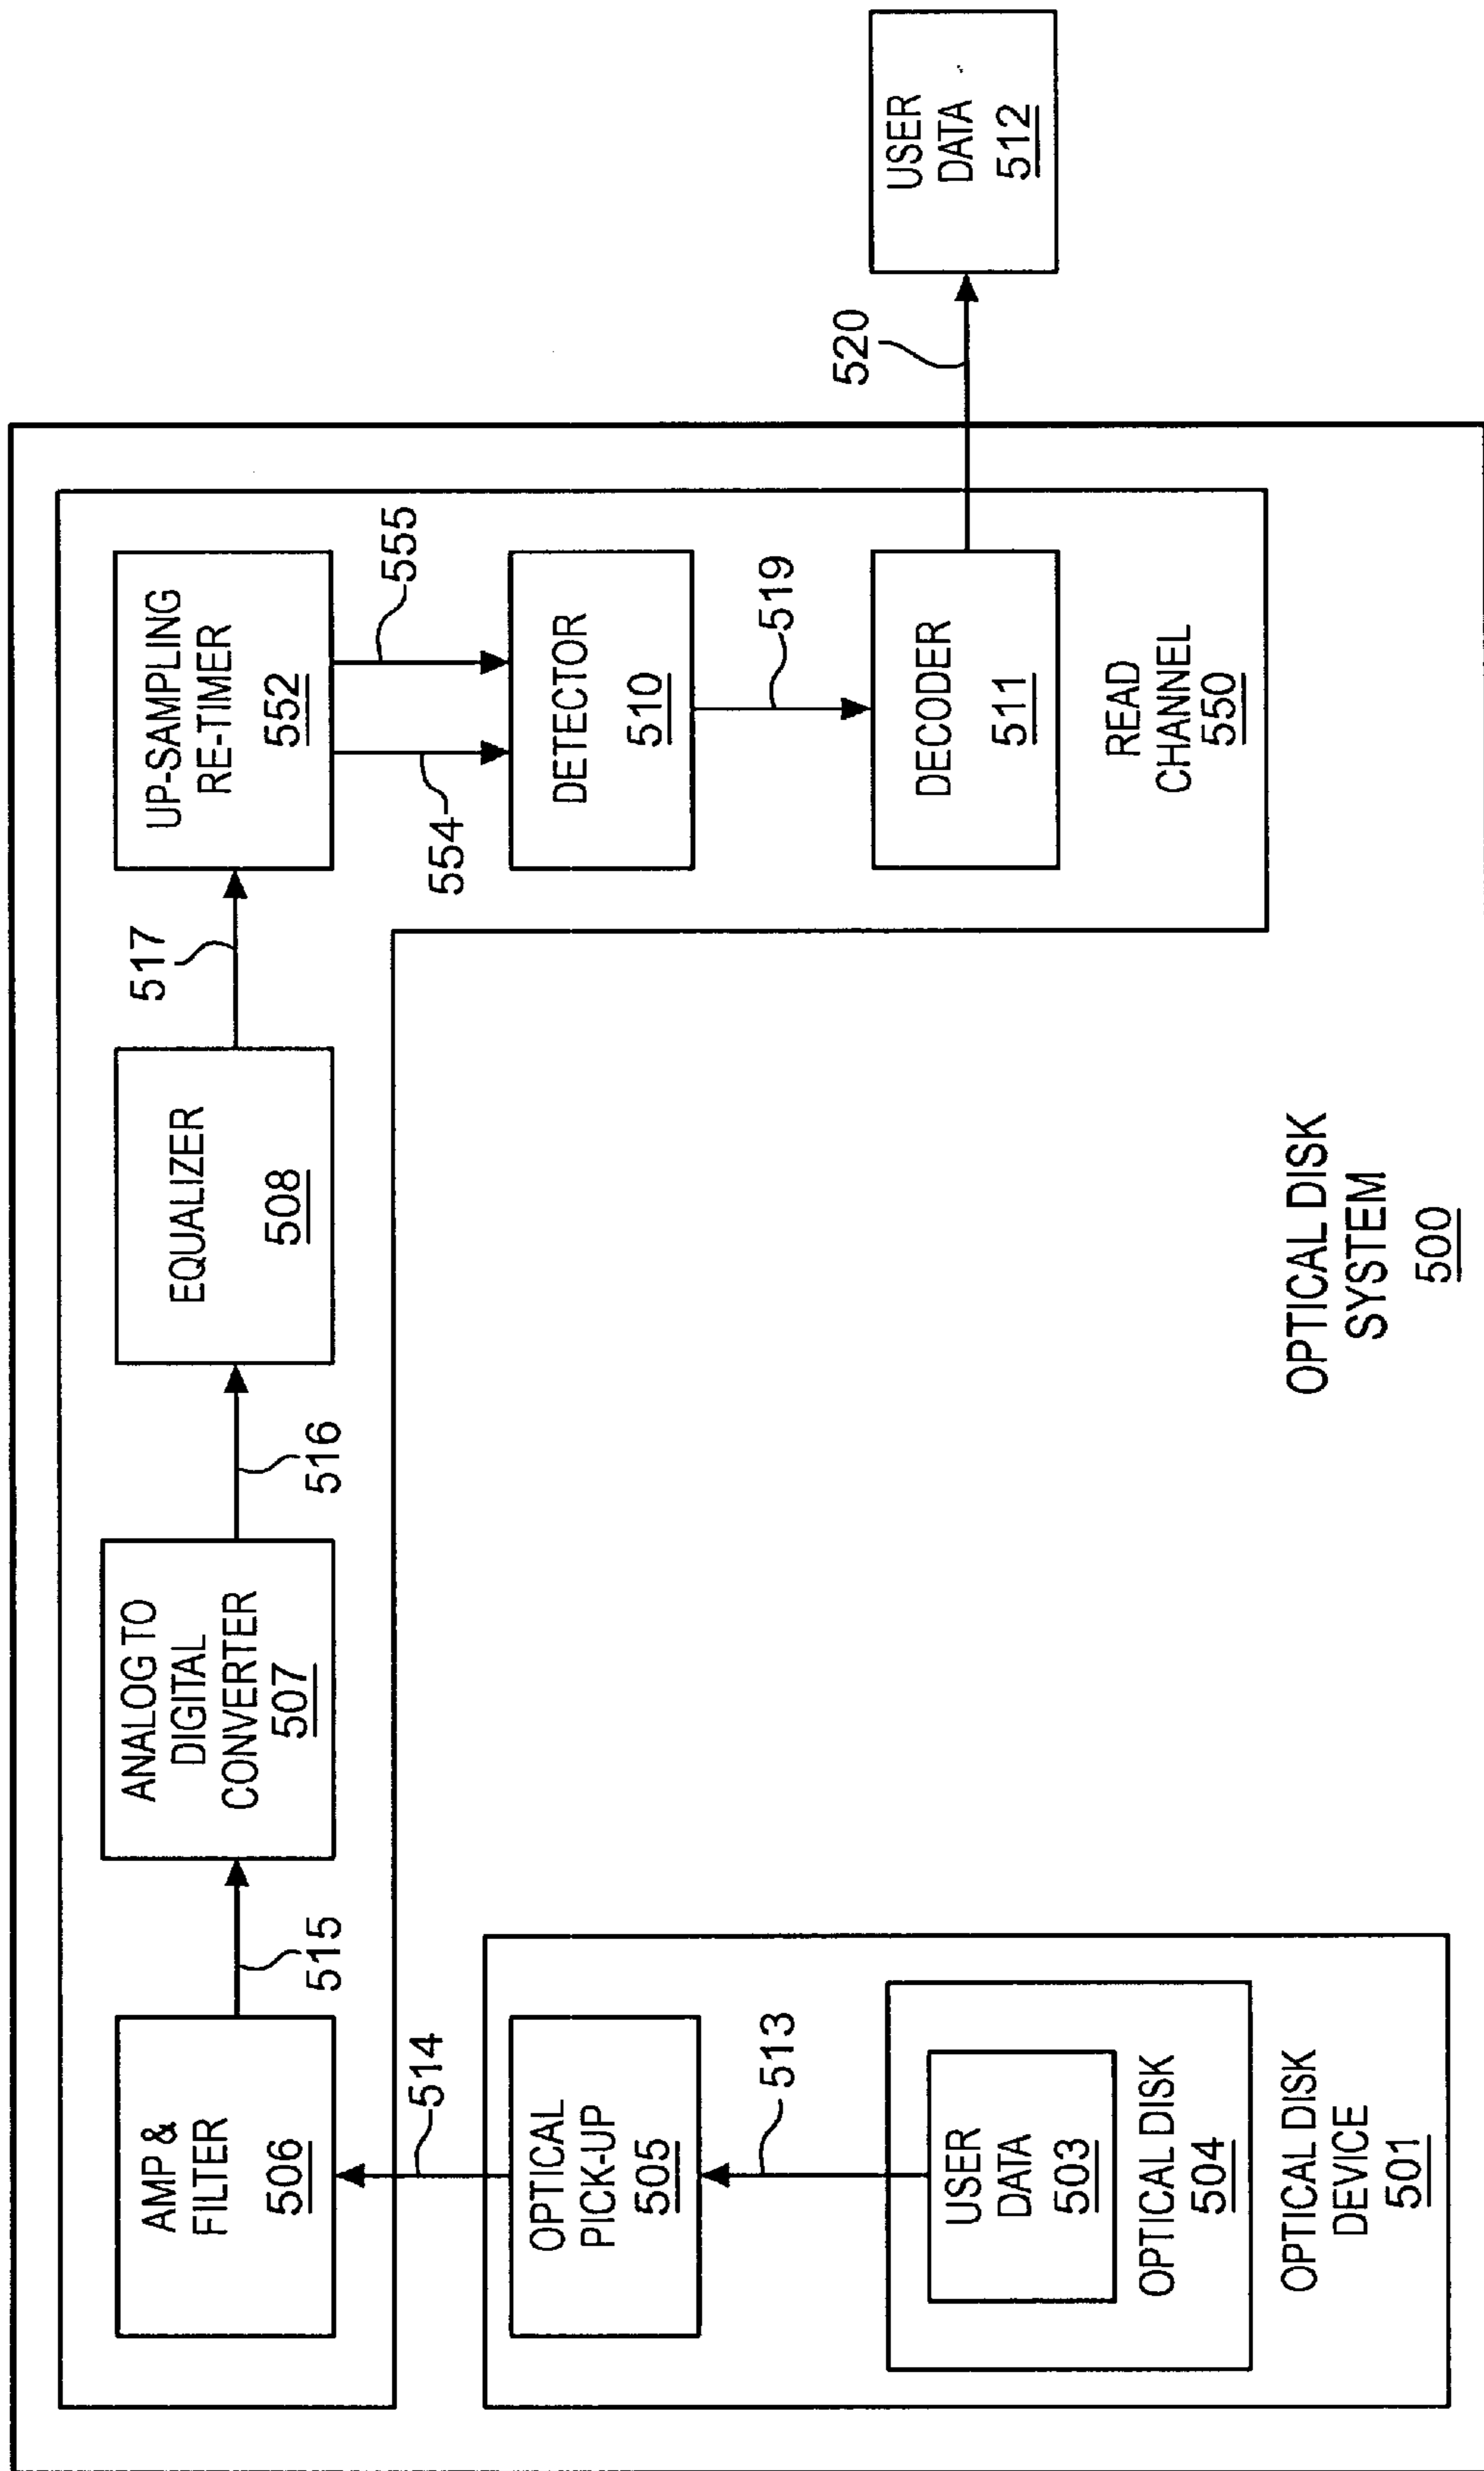 AMP &
FILTER
506
515
ANALOG TO
DIGITAL
CONVERTER
507
516
EQUALIZER
508
517
UP-SAMPLING
RE-TIMER
552
554
555
DETECTOR
510
519
DECODER
511
READ
CHANNEL
550
520
USER
DATA
512
514
OPTICAL
PICK-UP
505
513
USER
DATA
503
OPTICAL DISK
504
OPTICAL DISK
DEVICE
501
OPTICAL DISK
SYSTEM
500